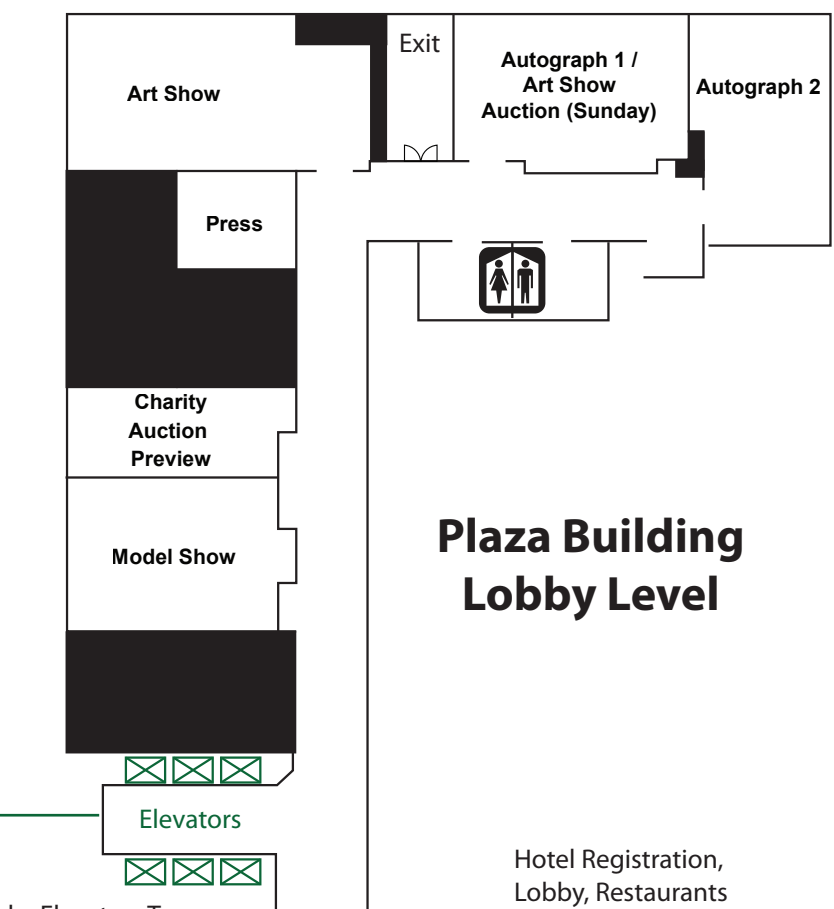 Exit
Autograph 1 /
Art Show
Auction (Sunday)
Autograph 2
Art Show
Press
Charity
Auction
Preview
Model Show
Plaza Building
Lobby Level
Elevators
Hotel Registration,
Lobby, Restaurants